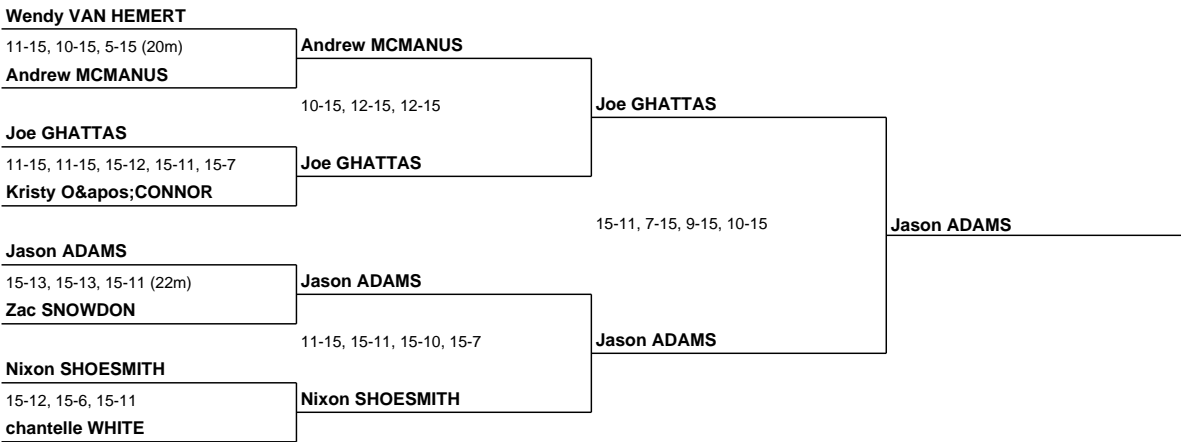 Wendy VAN HEMERT
11-15, 10-15, 5-15 (20m)
Andrew MCMANUS
Andrew MCMANUS
10-15, 12-15, 12-15
Joe GHATTAS
Joe GHATTAS
11-15, 11-15, 15-12, 15-11, 15-7
Joe GHATTAS
Kristy O&apos;CONNOR
15-11, 7-15, 9-15, 10-15
Jason ADAMS
Jason ADAMS
15-13, 15-13, 15-11 (22m)
Jason ADAMS
Zac SNOWDON
11-15, 15-11, 15-10, 15-7
Jason ADAMS
Nixon SHOESMITH
15-12, 15-6, 15-11
Nixon SHOESMITH
chantelle WHITE